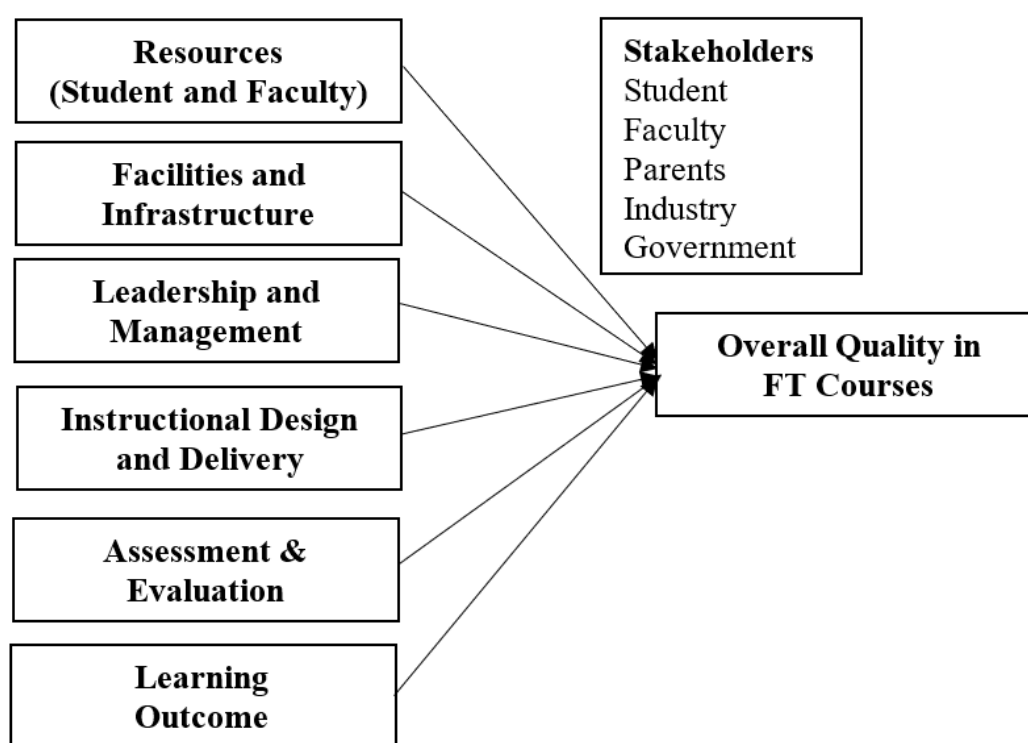 Resources
(Student and Faculty)
Facilities and
Infrastructure
Leadership and
Management
Instructional Design
and Delivery
Assessment &
Evaluation
Learning
Outcome
Stakeholders
Student
Faculty
Parents
Industry
Government
Overall Quality in
FT Courses